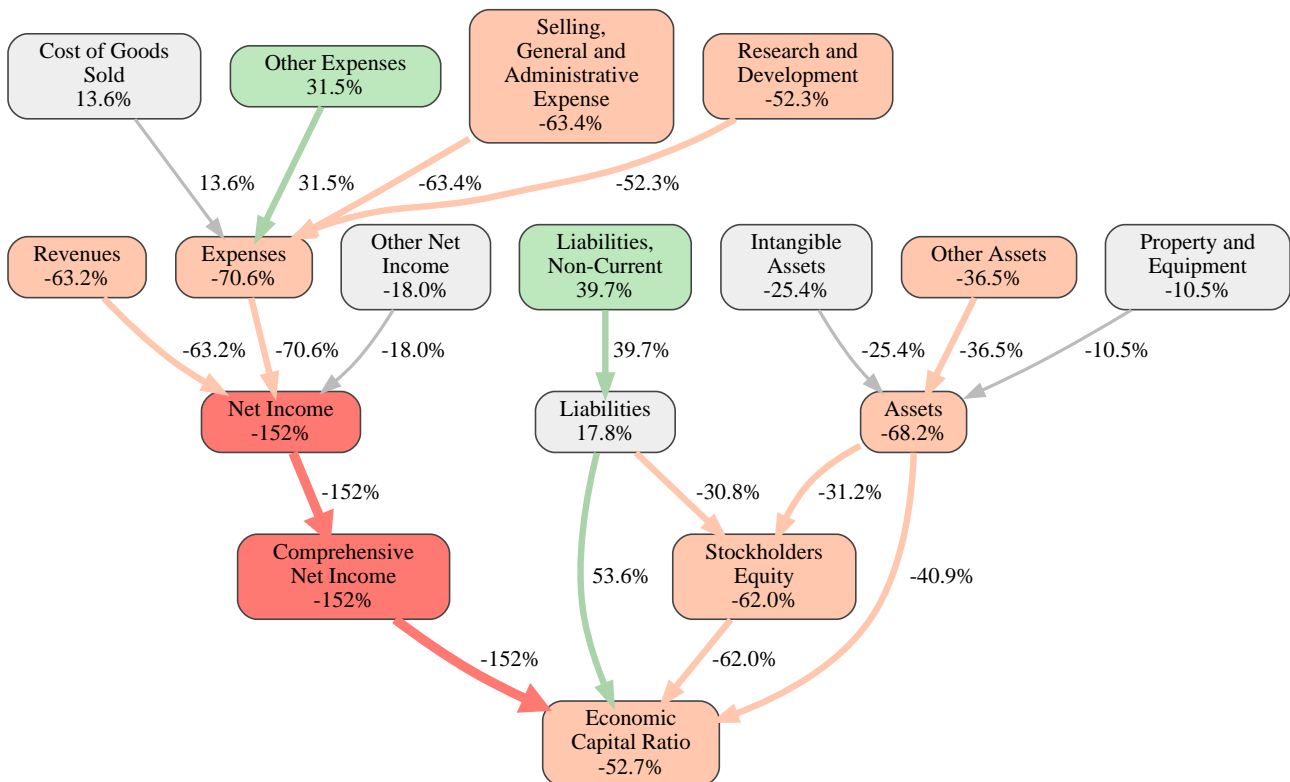 Cost of Goods
Sold
13.6%
Other Expenses
31.5%
Selling,
General and
Administrative
Expense
-63.4%
Research and
Development
-52.3%
13.6%
31.5%
-63.4%
-52.3%
Revenues
-63.2%
Expenses
-70.6%
Other Net
Income
-18.0%
Liabilities,
Non-Current
39.7%
Intangible
Assets
-25.4%
Other Assets
-36.5%
Property and
Equipment
-10.5%
-63.2%
-70.6%
-18.0%
39.7%
-25.4%
-36.5%
-10.5%
Net Income
-152%
Liabilities
17.8%
Assets
-68.2%
-152%
-30.8%
-31.2%
Comprehensive
Net Income
-152%
53.6%
Stockholders
Equity
-62.0%
-40.9%
-152%
-62.0%
Economic
Capital Ratio
-52.7%